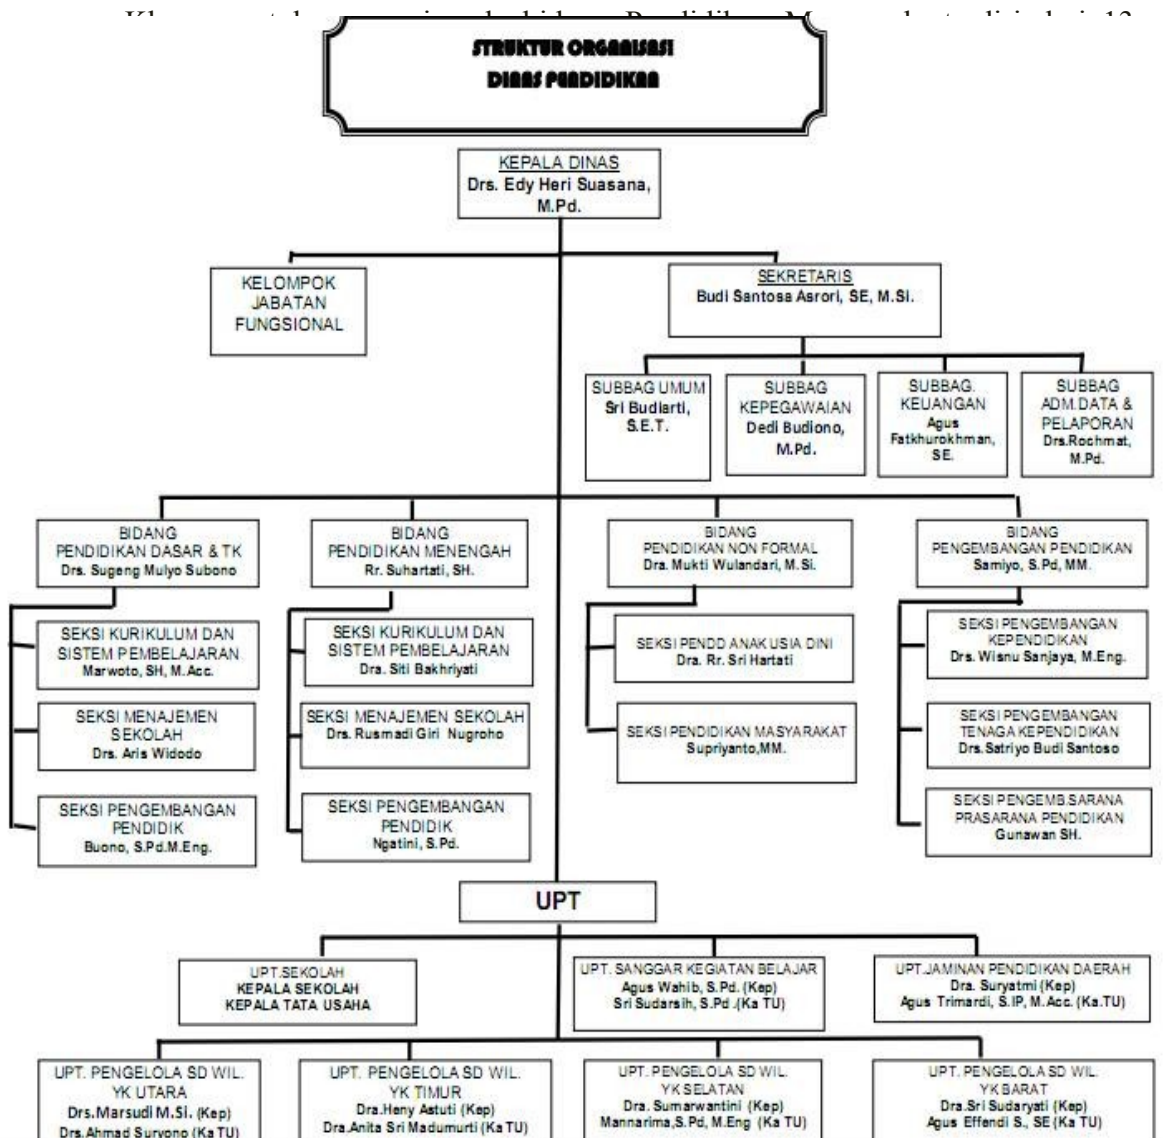 STRUKTUR ORGANISASI
DINAS PENDIDIKAN
KEPALA DINAS
Drs. Edy Heri Suasana,
M.Pd.
KELOMPOK
JABATAN
FUNGSIONAL
SEKRETARIS
Budi Santosa Asrori, SE, M.Si.
SUBBAG UMUM
Sri Budiarti,
S.E.T.
SUBBAG
KEPEGAWAIAN
Dedi Budiono,
M.Pd.
SUBBAG.
KEUANGAN
Agus
Fatkhurokhman,
SE.
SUBBAG
ADM.DATA &
PELAPORAN
Drs.Rochmat,
M.Pd.
BIDANG
PENDIDIKAN DASAR & TK
Drs. Sugeng Mulyo Subono
BIDANG
PENDIDIKAN MENENGAH
Rr. Suhartati, SH.
BIDANG
PENDIDIKAN NON FORMAL
Dra. Mukti Wulandari, M.Si.
BIDANG
PENGEMBANGAN PENDIDIKAN
Samiyo, S.Pd, MM.
SEKSI KURIKULUM DAN
SISTEM PEMBELAJARAN
Marwoto, SH, M.Acc.
SEKSI MENAJEMEN
SEKOLAH
Drs. Aris Widodo
SEKSI PENGEMBANGAN
PENDIDIK
Buono, S.Pd.M.Eng.
SEKSI KURIKULUM DAN
SISTEM PEMBELAJARAN
Dra. Siti Bakhriyati
SEKSI MENAJEMEN SEKOLAH
Drs. Rusmadi Giri Nugroho
SEKSI PENGEMBANGAN
PENDIDIK
Ngatini, S.Pd.
SEKSI PENDD ANAK USIA DINI
Dra. Rr. Sri Hartati
SEKSI PENDIDIKAN MASYARAKAT
Supriyanto,MM.
SEKSI PENGEMBANGAN
KEPENDIDIKAN
Drs. Wisnu Sanjaya, M.Eng.
SEKSI PENGEMBANGAN
TENAGA KEPENDIDIKAN
Drs.Satriyo Budi Santoso
SEKSI PENGEMB.SARANA
PRASARANA PENDIDIKAN
Gunawan SH.
UPT
UPT.SEKOLAH
KEPALA SEKOLAH
KEPALA TATA USAHA
UPT. SANGGAR KEGIATAN BELAJAR
Agus Wahib, S.Pd. (Kep)
Sri Sudarsih, S.Pd .(Ka TU)
UPT.JAMINAN PENDIDIKAN DAERAH
Dra. Suryatmi (Kep)
Agus Trimardi, S.IP, M.Acc. (Ka.TU)
UPT. PENGELOLA SD WIL.
YK UTARA
Drs.Marsudi M.Si. (Kep)
Drs.Ahmad Suryono (Ka TU)
UPT. PENGELOLA SD WIL.
YK TIMUR
Dra.Heny Astuti (Kep)
Dra.Anita Sri Madumurti (Ka TU)
UPT. PENGELOLA SD WIL.
YK SELATAN
Dra. Sumarwantini (Kep)
Mannarima,S.Pd, M.Eng (Ka TU)
UPT. PENGELOLA SD WIL.
YK BARAT
Dra.Sri Sudaryati (Kep)
Agus Effendi S., SE (Ka TU)